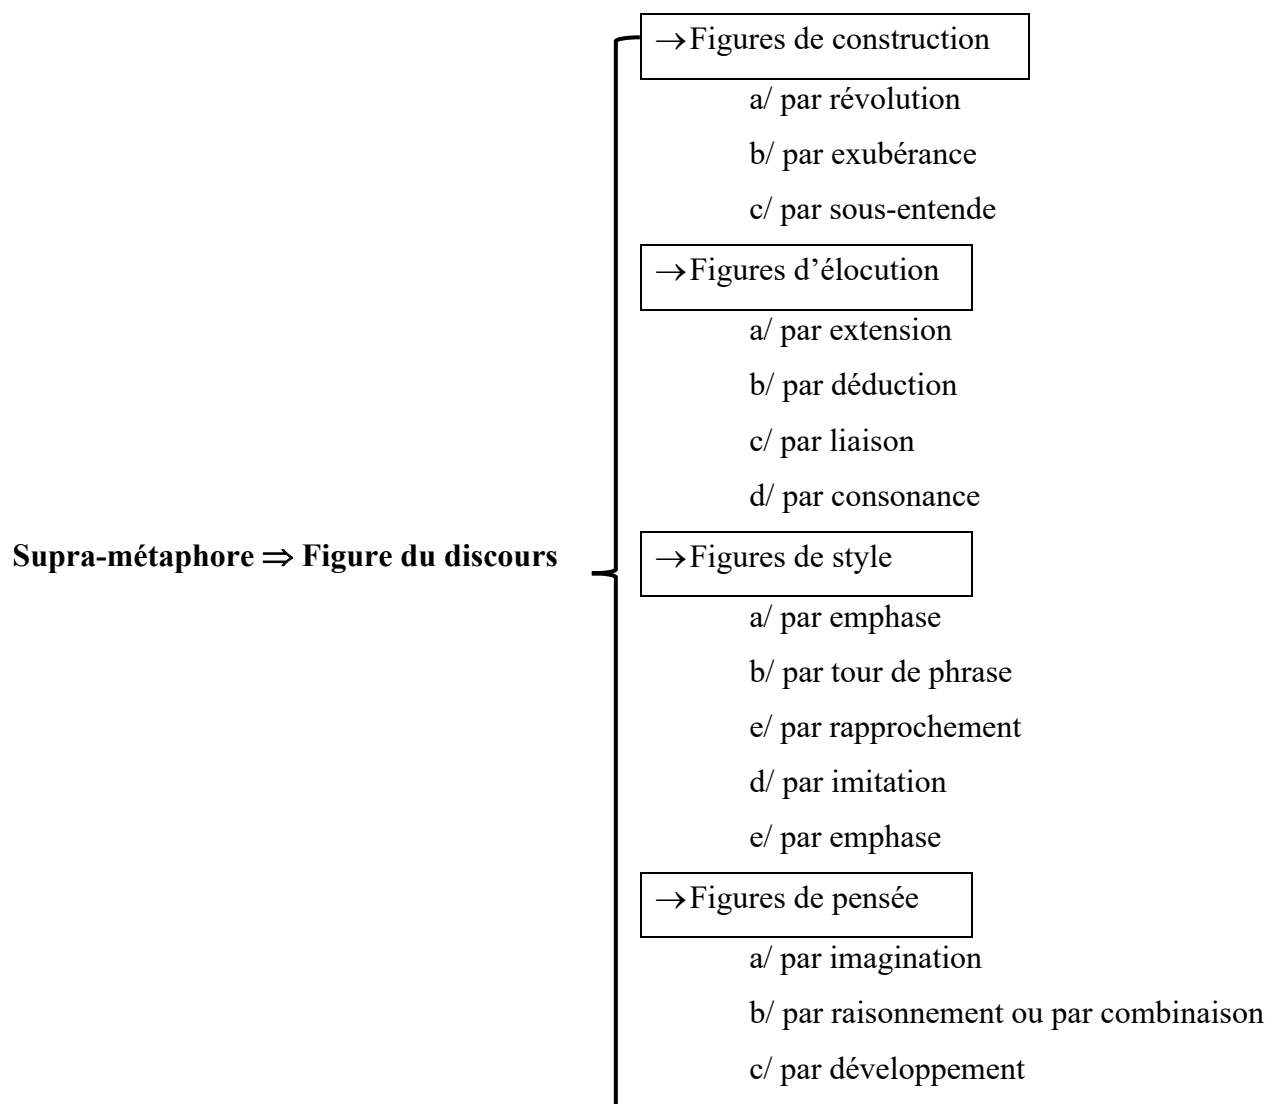 →Figures de construction
a/ par révolution
b/ par exubérance
c/ par sous-entende
→Figures d’élocution
a/ par extension
b/ par déduction
c/ par liaison
d/ par consonance
Supra-métaphore ⇒ Figure du discours
→Figures de style
a/ par emphase
b/ par tour de phrase
e/ par rapprochement
d/ par imitation
e/ par emphase
→Figures de pensée
a/ par imagination
b/ par raisonnement ou par combinaison
c/ par développement